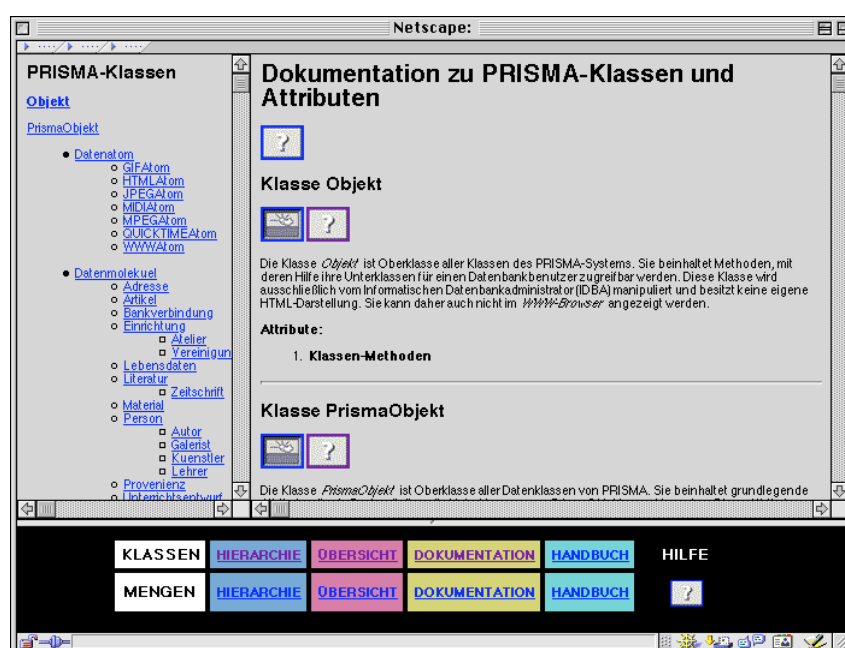 Netscape:
PRISMA-Klassen
Objekt
PrismaObjekt
Datenatom
GIFAtom
HTMLAtom
JPEGAtom
MIDIAtom
MPEGAtom
QUICKTIMEAtom
WWWAtom
Datenmolekuel
Adresse
Artikel
Bankverbindung
Einrichtung
Atelier
Vereinigun
Lebensdaten
Literatur
Zeitschrift
Material
Person
Autor
Galerist
Kuenstler
Lehrer
Provenienz
Unterrichtsentwurf
Dokumentation zu PRISMA-Klassen und
Attributen
?
Klasse Objekt
?
Die Klasse Objekt ist Oberklasse aller Klassen des PRISMA-Systems. Sie beinhaltet Methoden, mit
deren Hilfe ihre Unterklassen für einen Datenbankbenutzer zugreifbar werden. Diese Klasse wird
ausschließlich vom Informatischen Datenbankadministrator (IDBA) manipuliert und besitzt keine eigene
HTML-Darstellung. Sie kann daher auch nicht im WWW-Browser angezeigt werden.
Attribute:
1. Klassen-Methoden
Klasse PrismaObjekt
?
Die Klasse PrismaObjekt ist Oberklasse aller Datenklassen von PRISMA. Sie beinhaltet grundlegende
KLASSEN HIERARCHIE ÜBERSICHT DOKUMENTATION HANDBUCH HILFE
MENGEN HIERARCHIE ÜBERSICHT DOKUMENTATION HANDBUCH ?